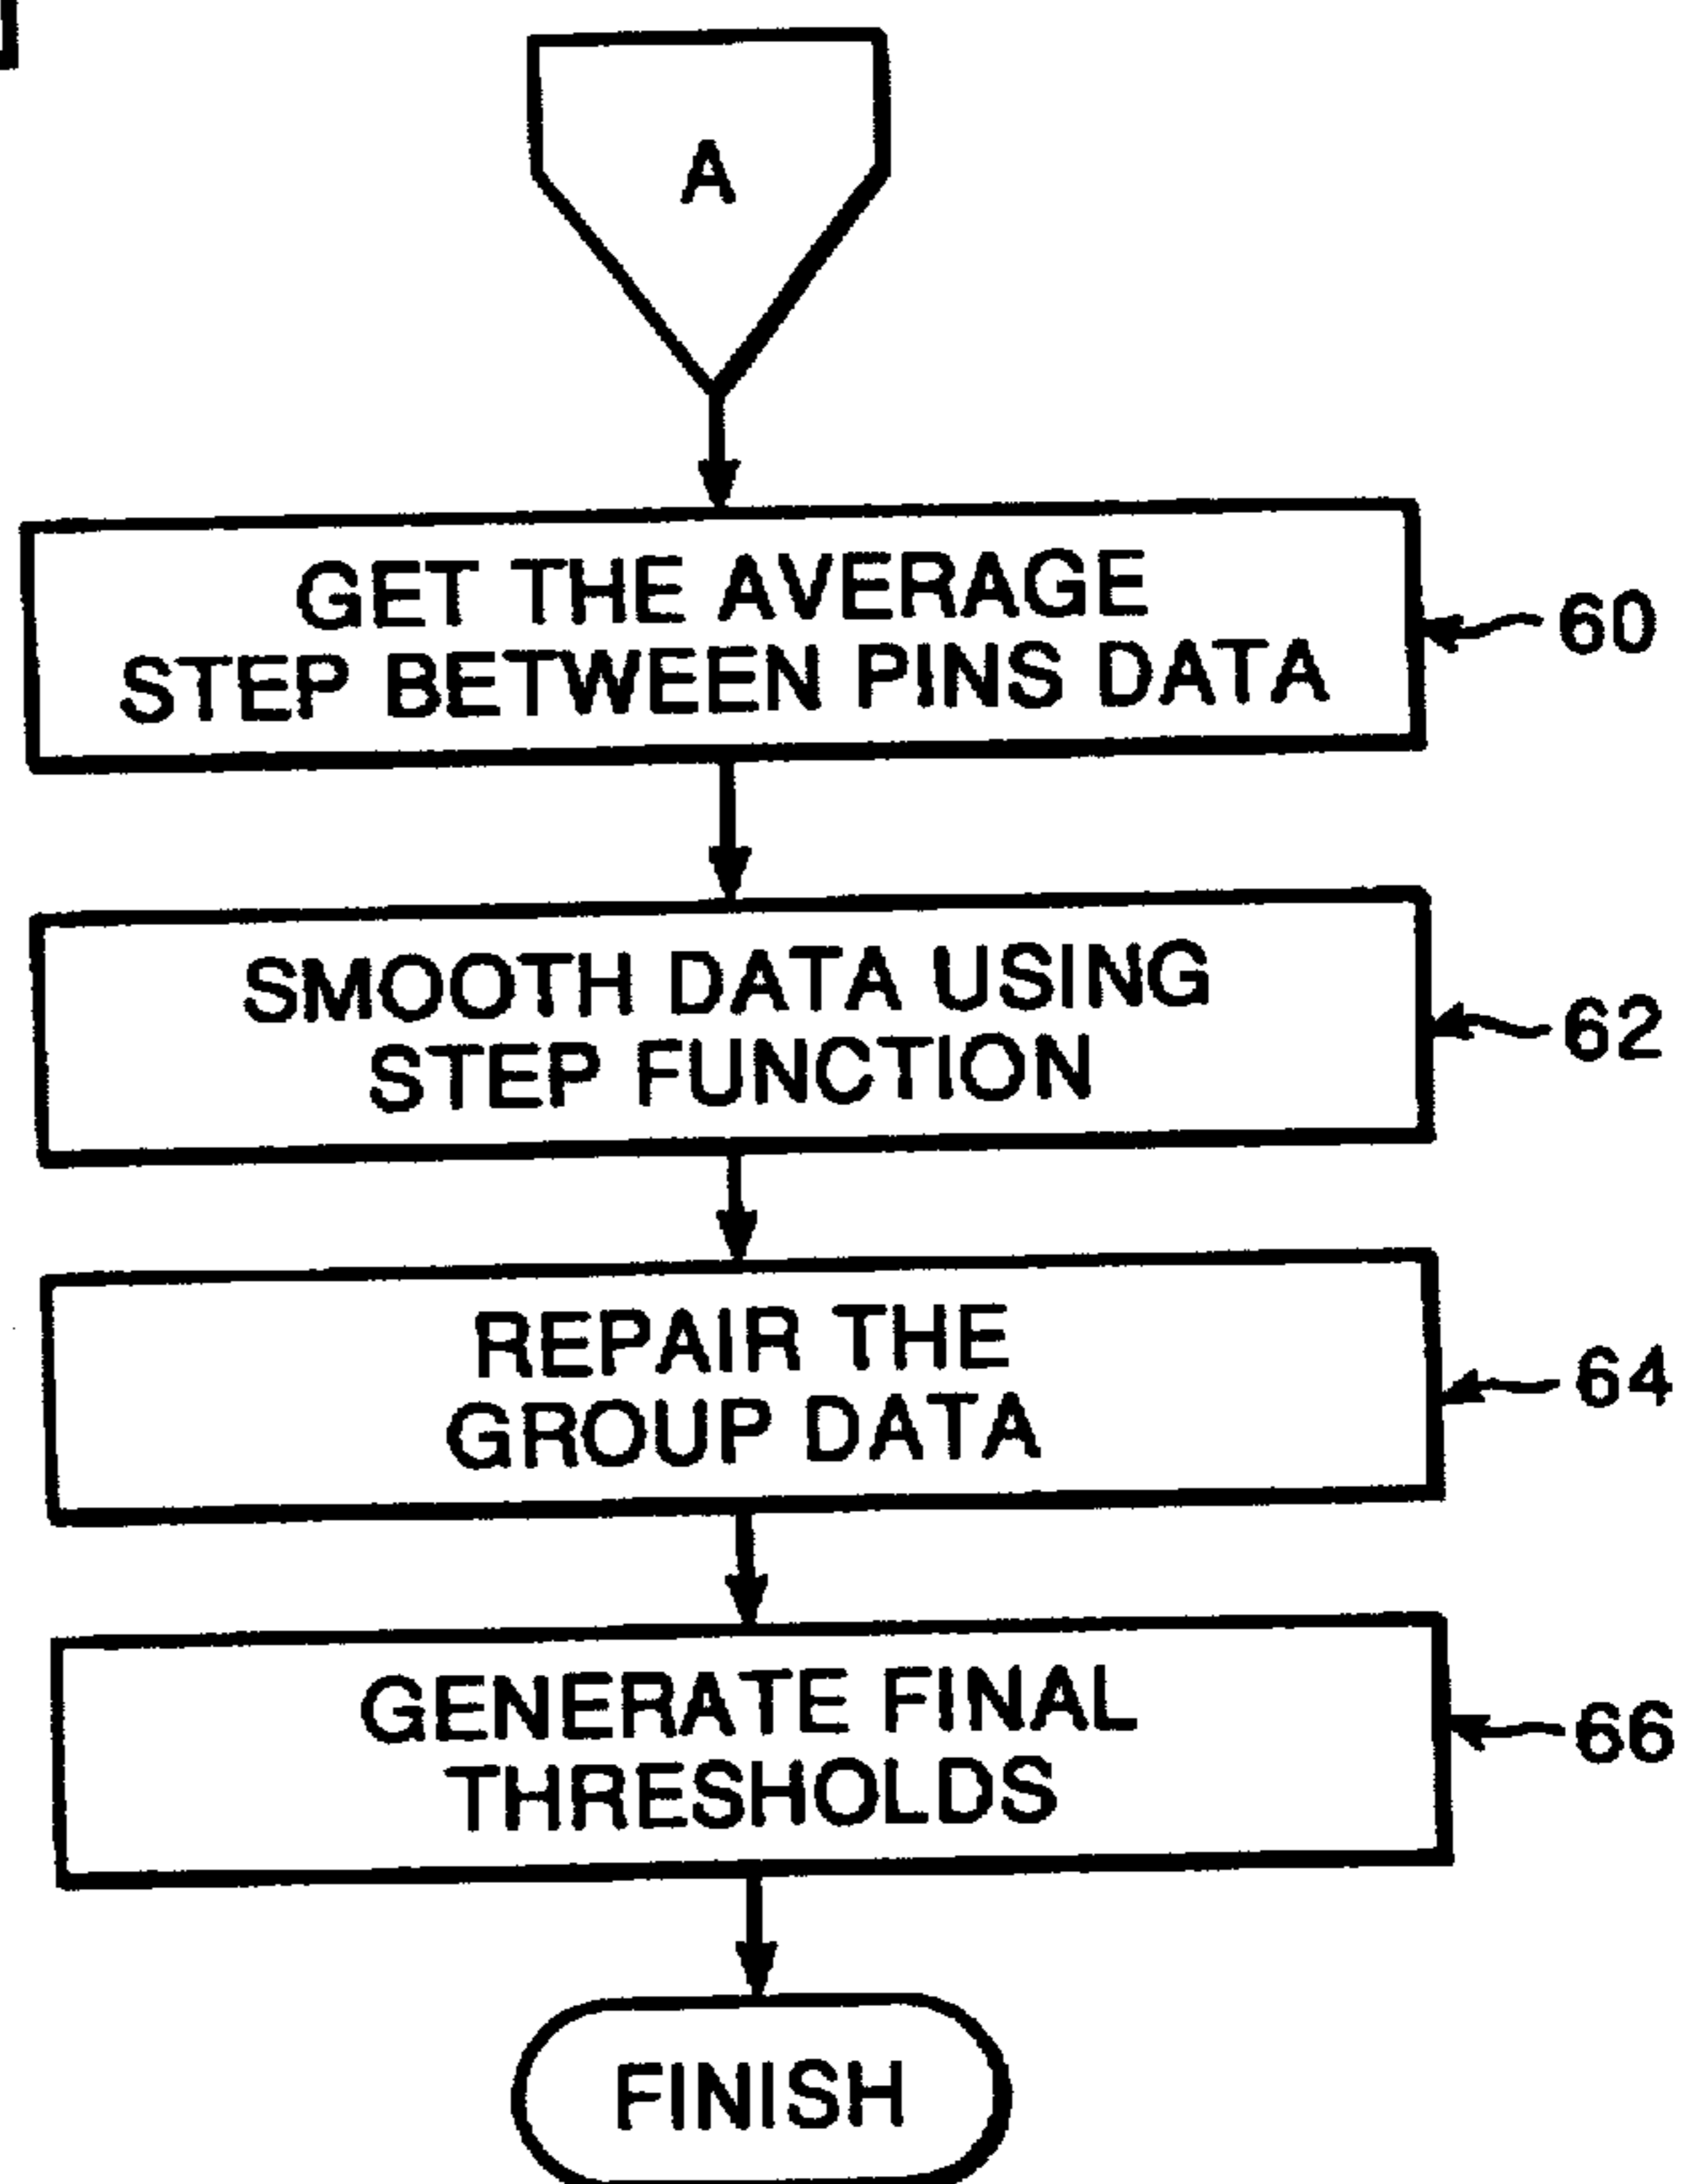 A
GET THE AVERAGE
STEP BETWEEN PINS DATA
60
SMOOTH DATA USING
STEP FUNCTION
62
REPAIR THE
GROUP DATA
64
GENERATE FINAL
THRESHOLDS
66
FINISH